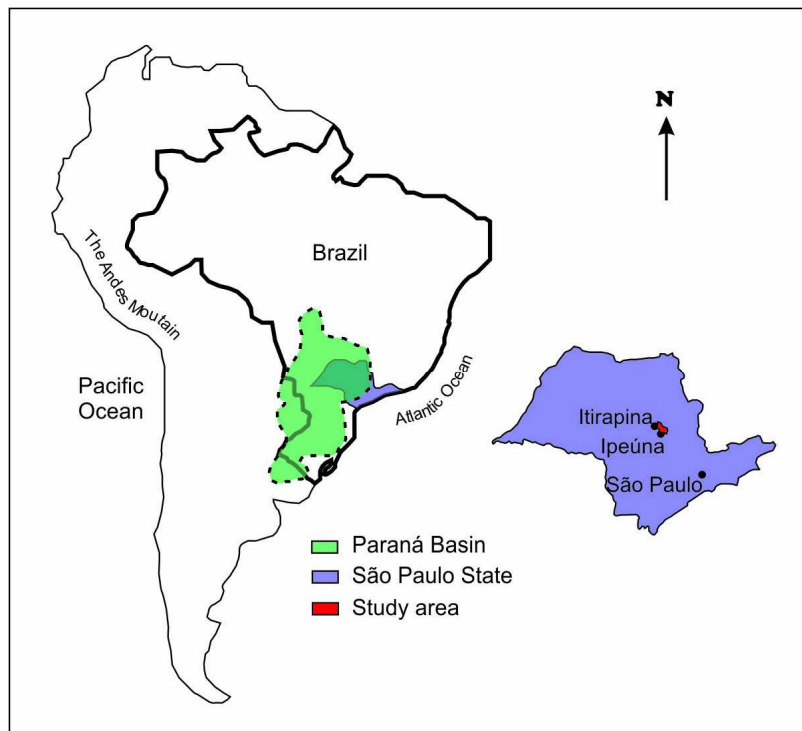 N
Brazil
The Andes Moutain
Pacific
Ocean
Atlantic Ocean
Itirapina
Ipeúna
São Paulo
Paraná Basin
São Paulo State
Study area